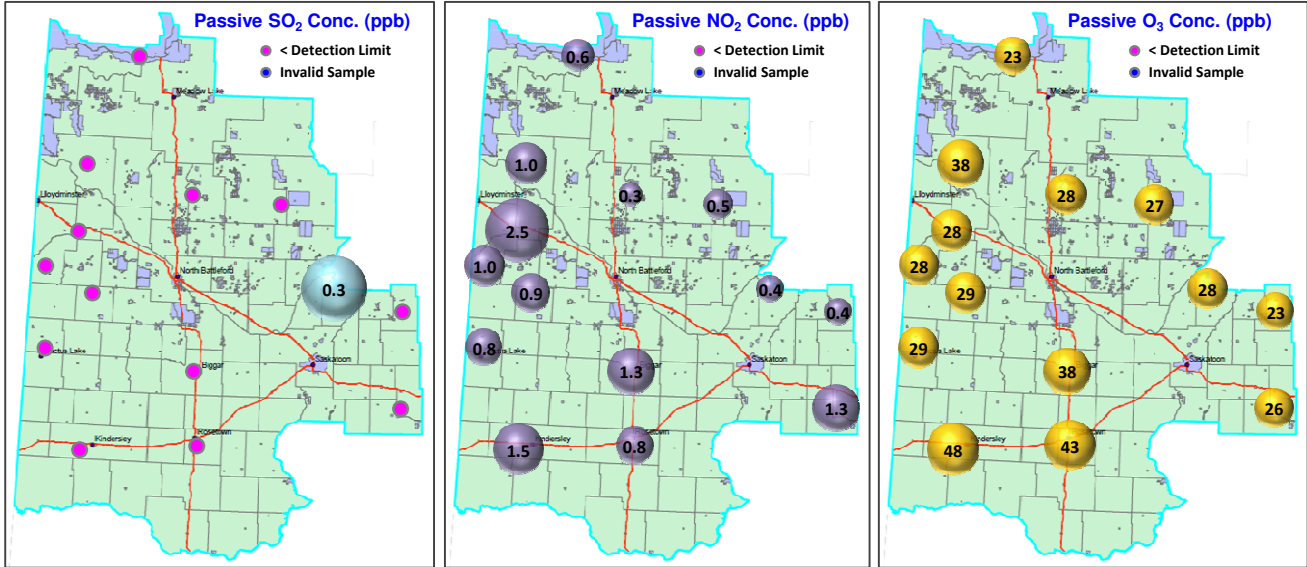 Passive SO₂ Conc. (ppb)
< Detection Limit
Invalid Sample
Meadow Lake
Lloydminster
North Battleford
0.3
Saskatoon
Biggar
Rosetown
Kindersley
Passive NO₂ Conc. (ppb)
< Detection Limit
Invalid Sample
0.6
Meadow Lake
1.0
0.3
0.5
Lloydminster
2.5
1.0
North Battleford
0.9
0.4
0.4
0.8
Saskatoon
1.3
1.3
0.8
1.5
Passive O₃ Conc. (ppb)
< Detection Limit
Invalid Sample
23
Meadow Lake
38
28
27
Lloydminster
28
28
North Battleford
29
28
23
29
Saskatoon
38
26
43
48